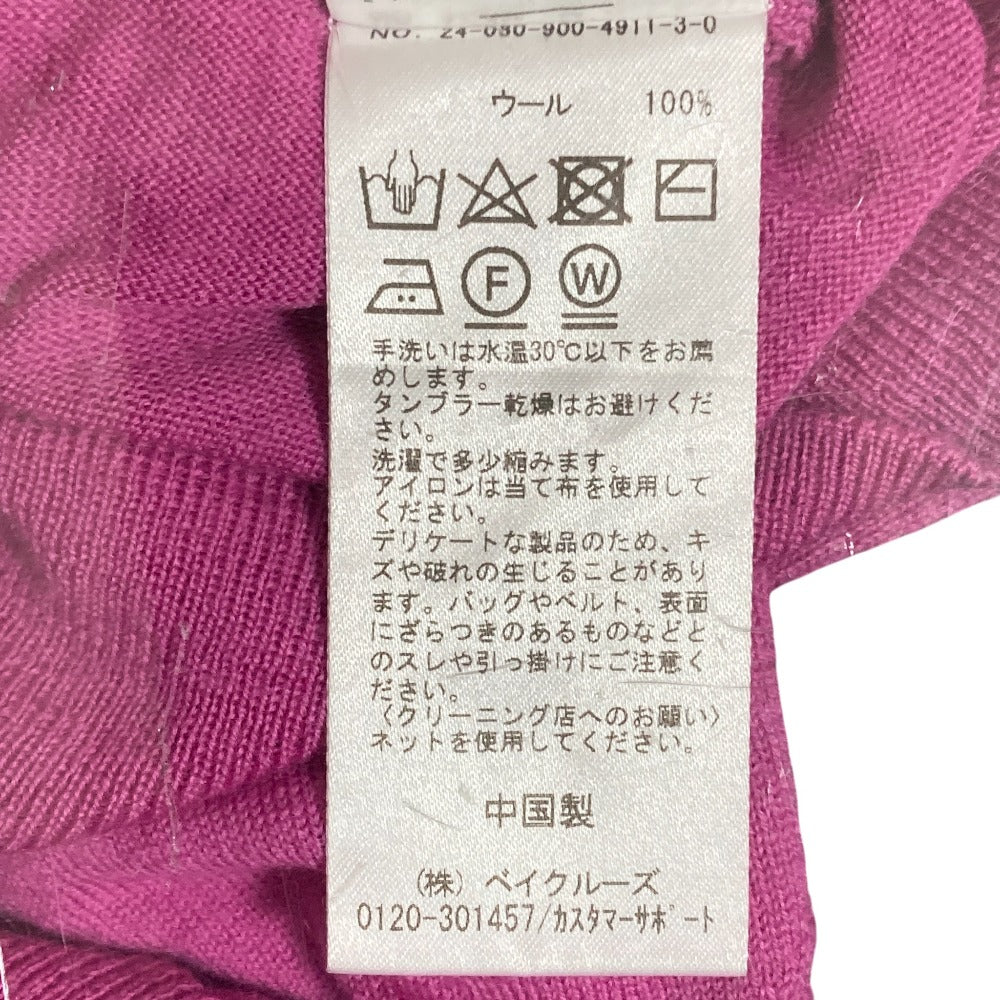 NO. 24-080-900-4911-3-0
ウール 100%
F W
手洗いは水温30℃以下をお薦
めします。
タンブラー乾燥はお避けくだ
さい。
洗濯で多少縮みます。
アイロンは当て布を使用して
ください。
デリケートな製品のため、キ
ズや破れの生じることがあり
ます。バッグやベルト、表面
にざらつきのあるものなどと
のスレや引っ掛けにご注意く
ださい。
〈クリーニング店へのお願い〉
ネットを使用してください。
中国製
(株) ベイクルーズ
0120-301457/カスタマーサポート